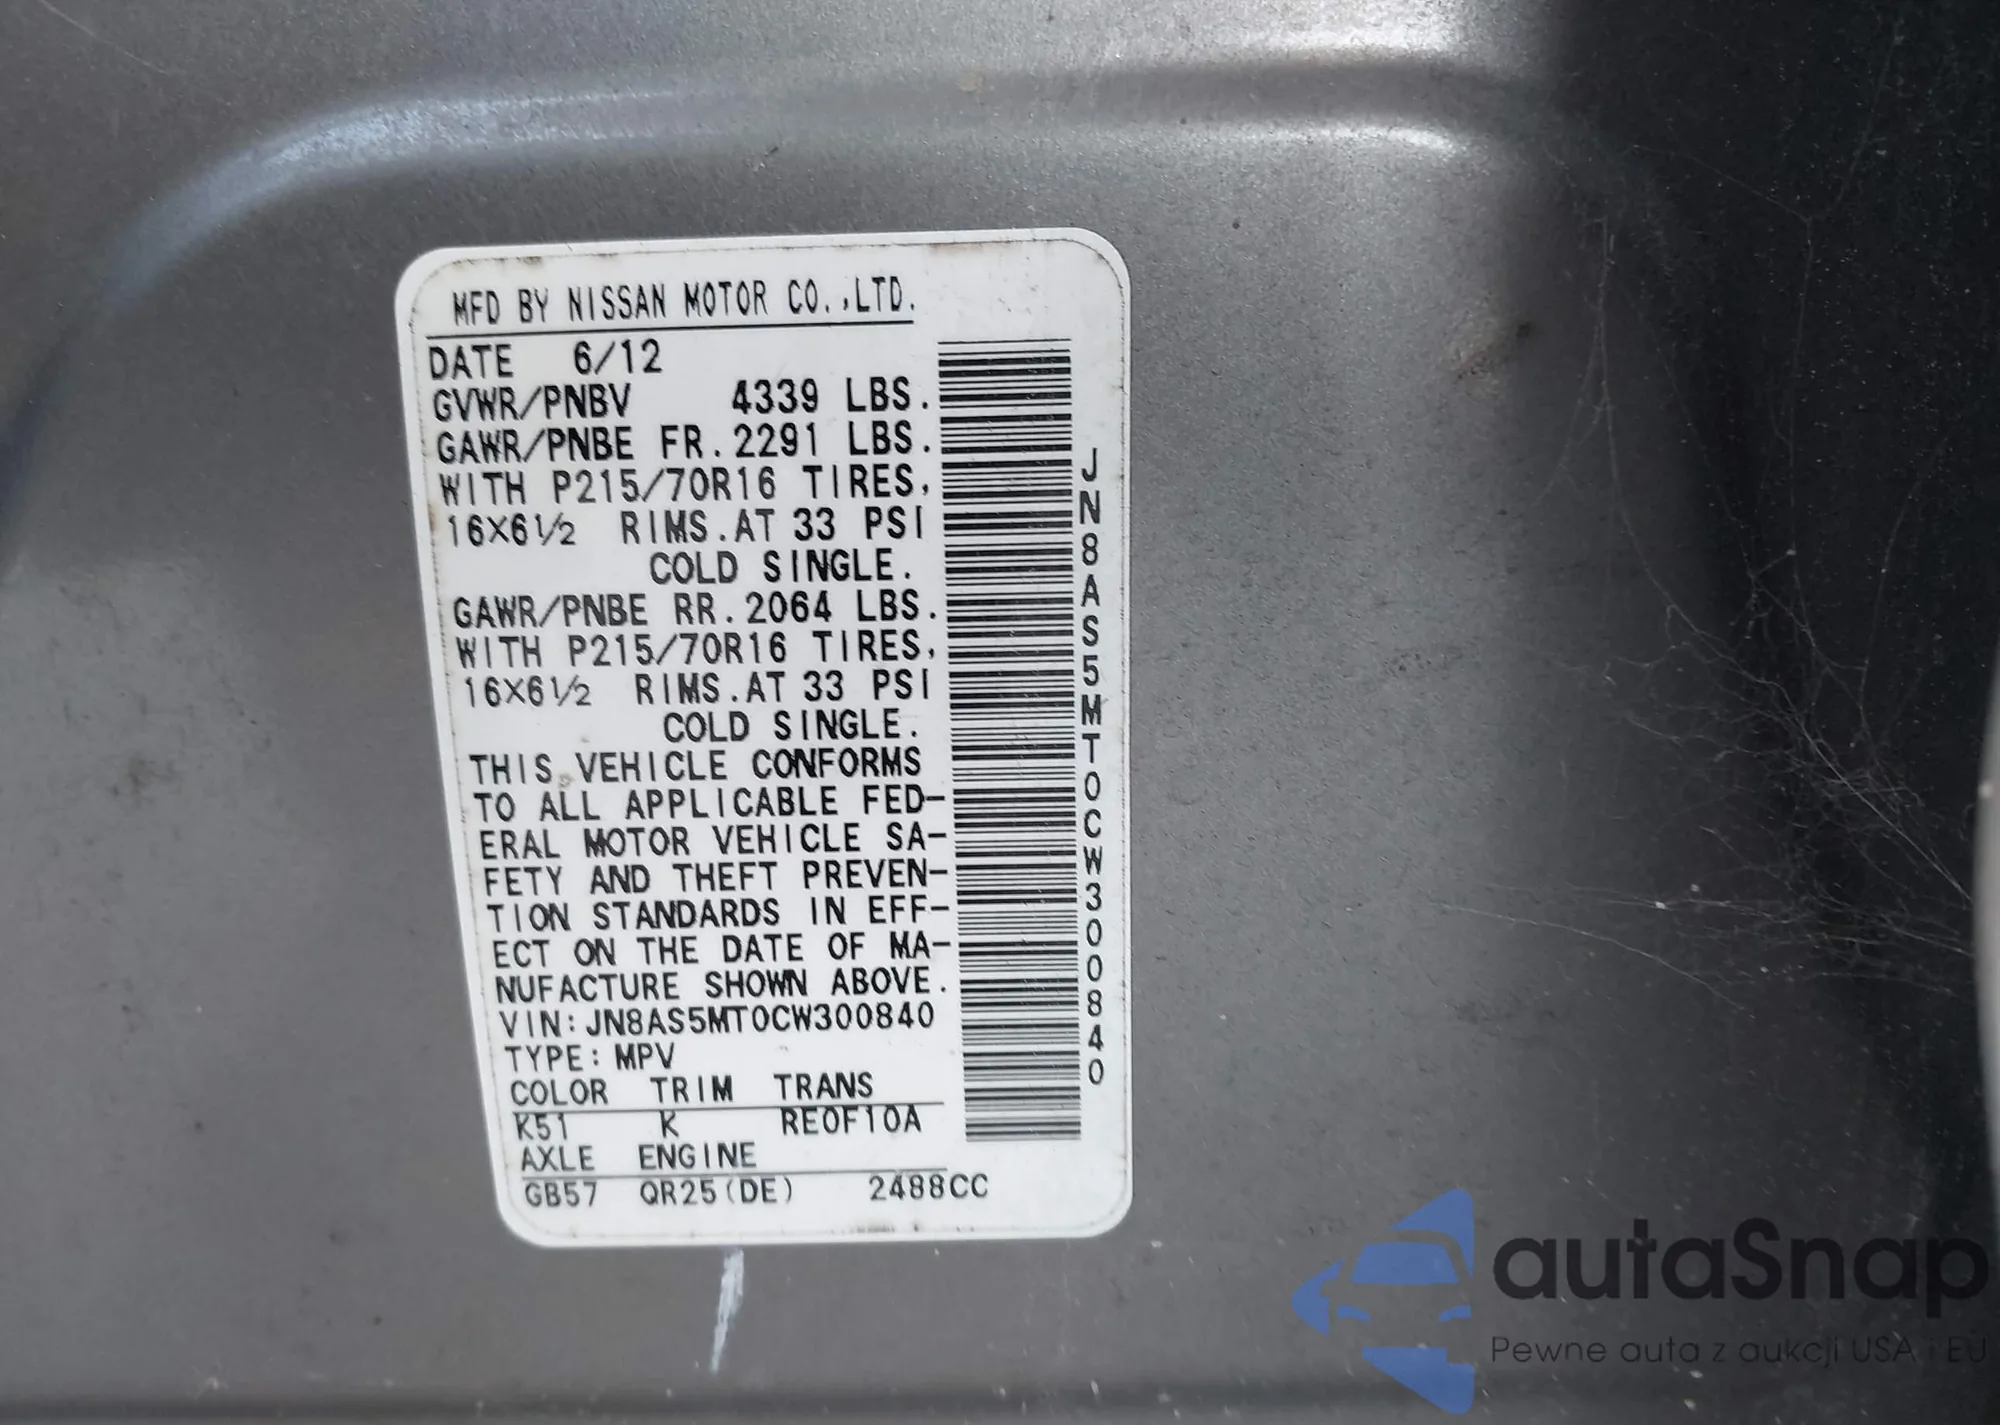 MFD BY NISSAN MOTOR CO.,LTD.
DATE 6/12
GVWR/PNBV 4339 LBS.
GAWR/PNBE FR.2291 LBS.
WITH P215/70R16 TIRES,
16X6½ RIMS.AT 33 PSI
COLD SINGLE.
GAWR/PNBE RR.2064 LBS.
WITH P215/70R16 TIRES,
16X6½ RIMS.AT 33 PSI
COLD SINGLE.
THIS VEHICLE CONFORMS
TO ALL APPLICABLE FED-
ERAL MOTOR VEHICLE SA-
FETY AND THEFT PREVEN-
TION STANDARDS IN EFF-
ECT ON THE DATE OF MA-
NUFACTURE SHOWN ABOVE.
VIN:JN8AS5MT0CW300840
TYPE:MPV
COLOR TRIM TRANS
K51 K RE0F10A
AXLE ENGINE
GB57 QR25(DE) 2488CC
JN8AS5MT0CW300840
autaSnap
Pewne auta z aukcji USA i EU